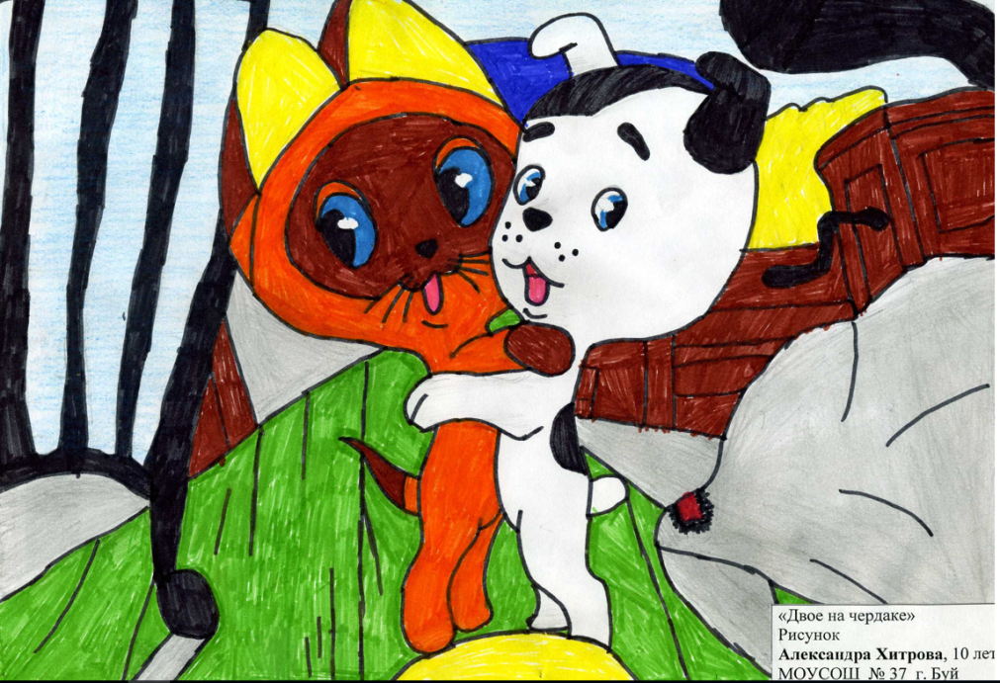 «Двое на чердаке»
Рисунок
Александра Хитрова, 10 лет
МОУСОШ № 37 г. Буй